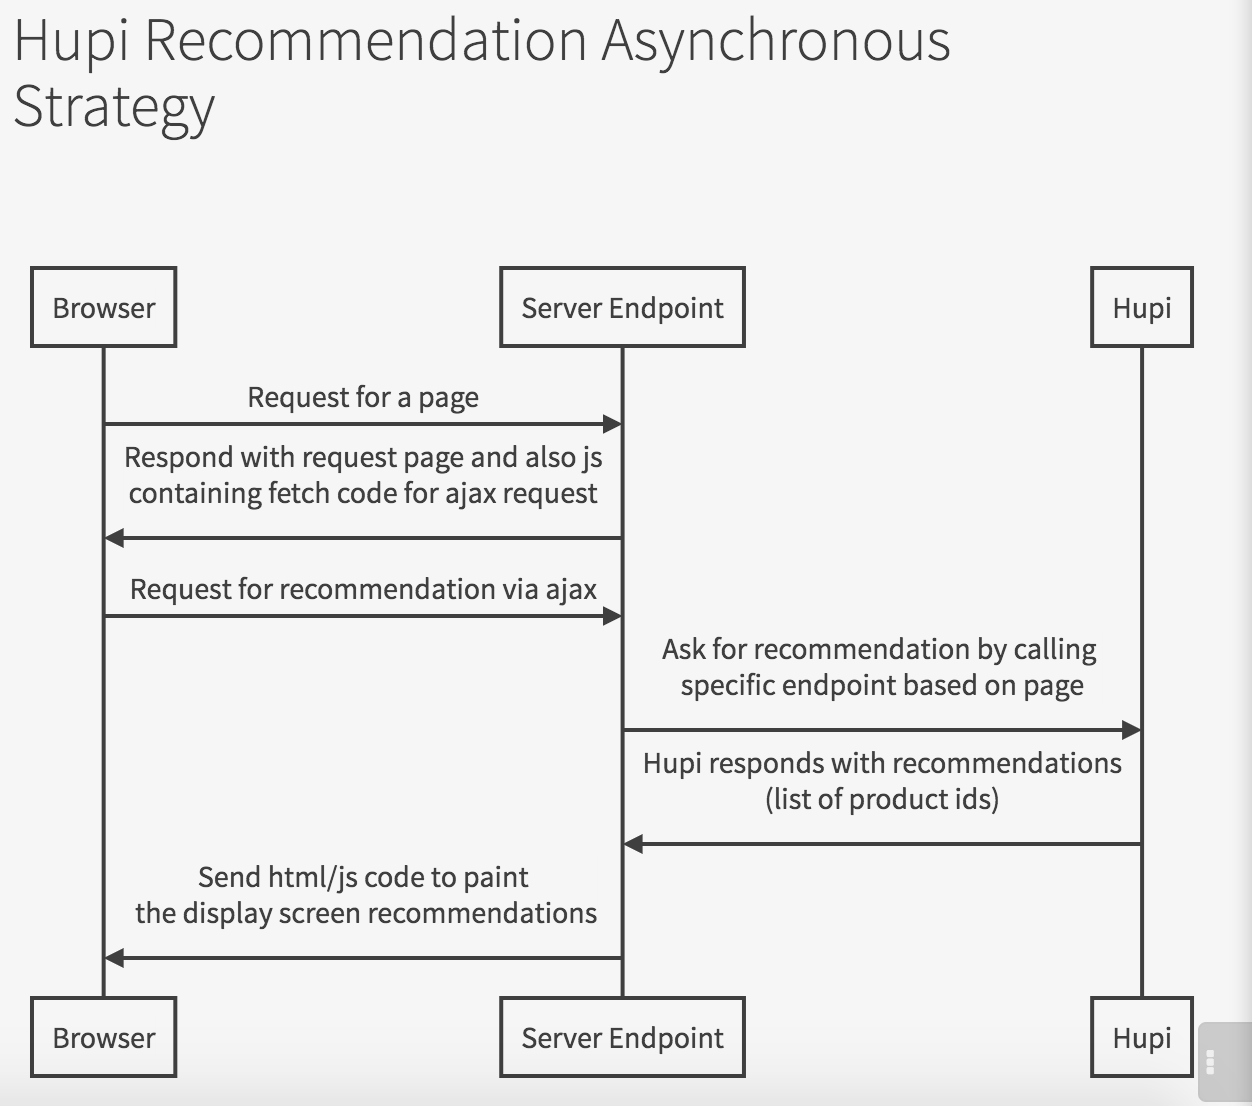 Hupi Recommendation Asynchronous
Strategy
Browser
Server Endpoint
Hupi
Request for a page
Respond with request page and also js
containing fetch code for ajax request
Request for recommendation via ajax
Ask for recommendation by calling
specific endpoint based on page
Hupi responds with recommendations
(list of product ids)
Send html/js code to paint
the display screen recommendations
Browser
Server Endpoint
Hupi